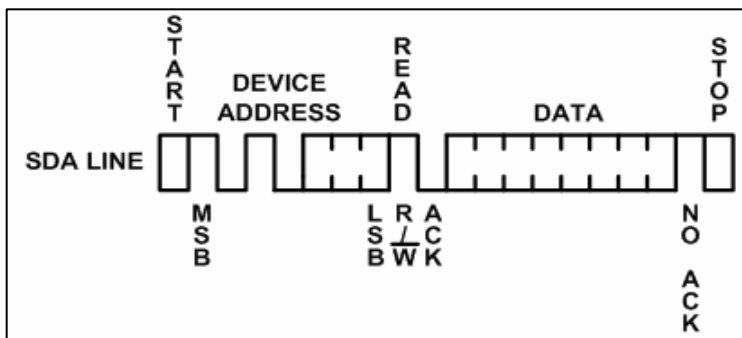 START
DEVICE
ADDRESS
READ
DATA
STOP
SDA LINE
MSB
LSB
R/W
ACK
NO ACK